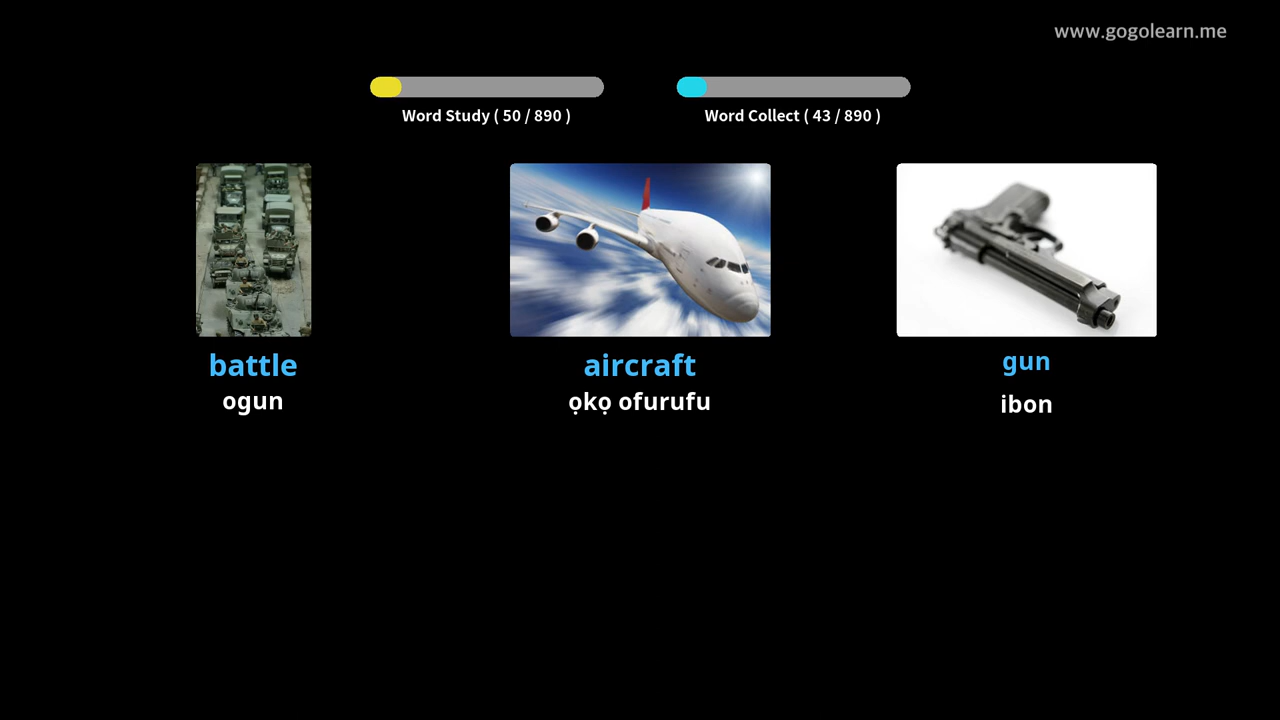 www.gogolearn.me
Word Study ( 50 / 890 )
Word Collect ( 43 / 890 )
battle
ogun
aircraft
ọkọ ofurufu
gun
ibon